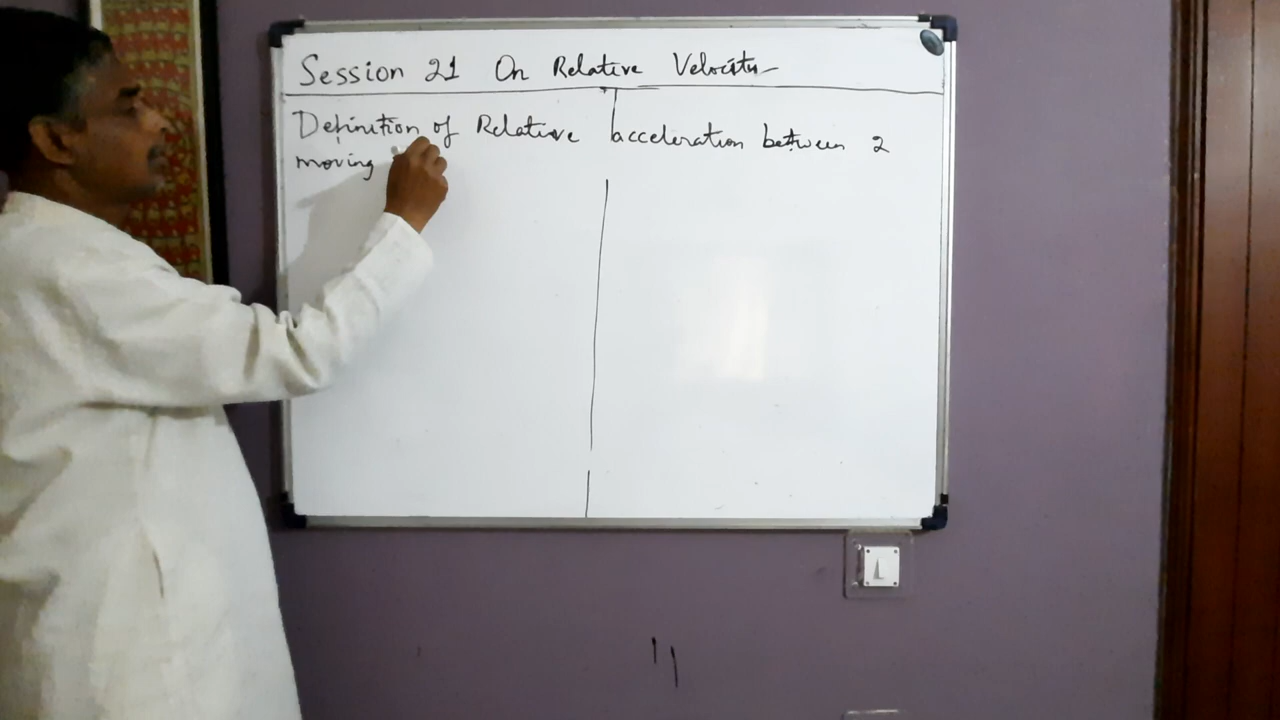 Session 21 On Relative Velocity
Definition of Relative acceleration between 2
moving